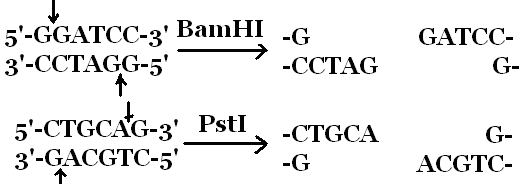 5'-GGATCC-3' BamHI -G GATCC-
3'-CCTAGG-5' -CCTAG G-
5'-CTGCAG-3' PstI -CTGCA G-
3'-GACGTC-5' -G ACGTC-